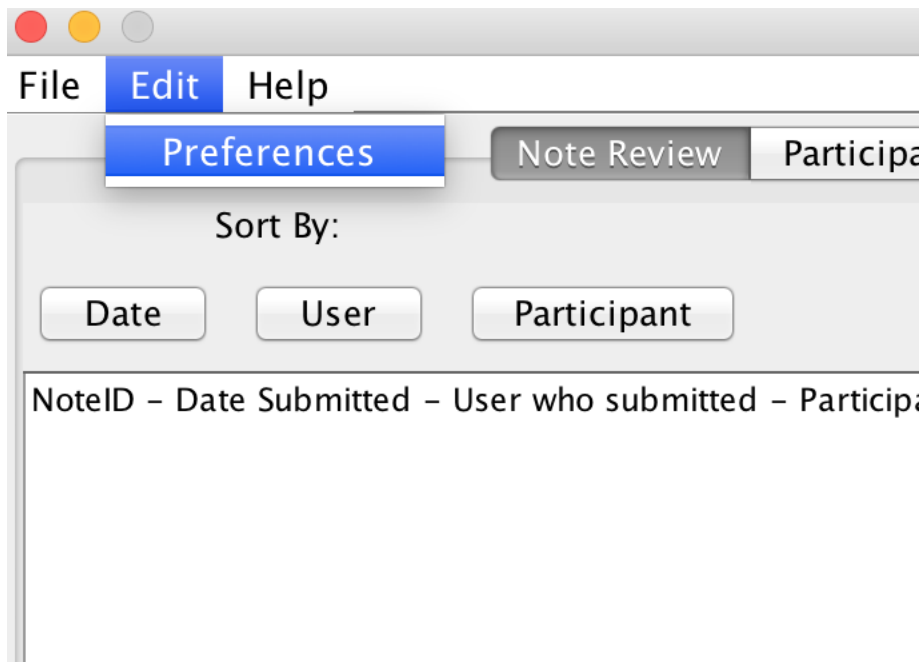 File Edit Help
Preferences
Note Review
Sort By:
Date User Participant
NoteID – Date Submitted – User who submitted –